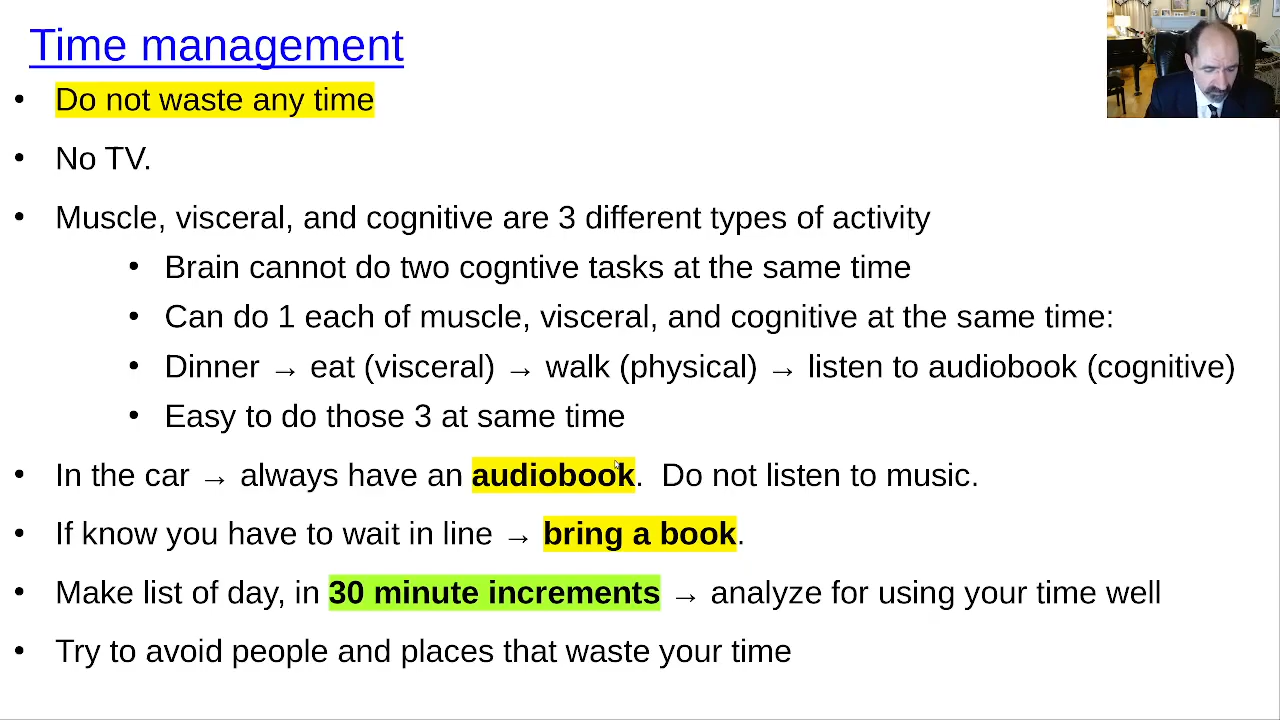 Time management
• Do not waste any time
• No TV.
• Muscle, visceral, and cognitive are 3 different types of activity
• Brain cannot do two cogntive tasks at the same time
• Can do 1 each of muscle, visceral, and cognitive at the same time:
• Dinner → eat (visceral) → walk (physical) → listen to audiobook (cognitive)
• Easy to do those 3 at same time
• In the car → always have an audiobook.  Do not listen to music.
• If know you have to wait in line → bring a book.
• Make list of day, in 30 minute increments → analyze for using your time well
• Try to avoid people and places that waste your time